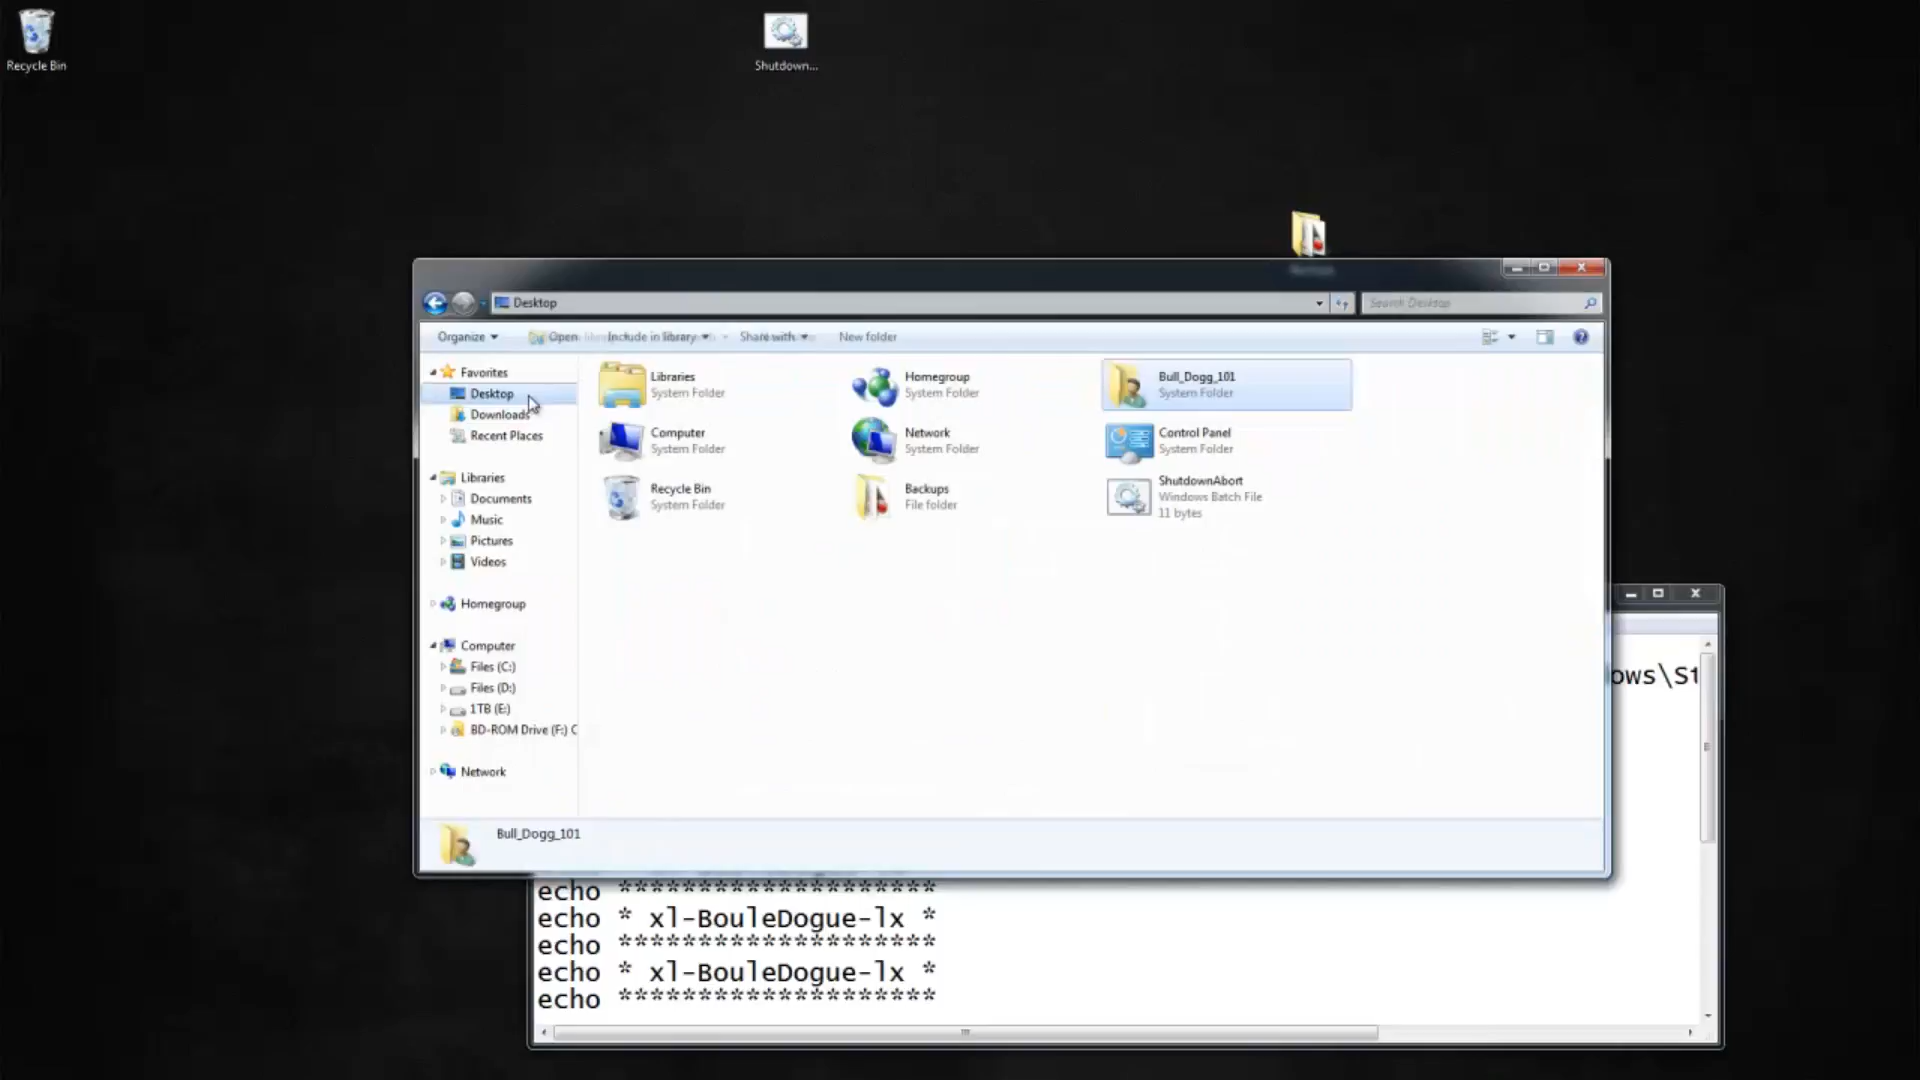 Recycle Bin
Shutdown...
Desktop
Search Desktop
Organize
Open
Include in library
Share with
New folder
Favorites
Desktop
Downloads
Recent Places
Libraries
Documents
Music
Pictures
Videos
Homegroup
Computer
Files (C:)
Files (D:)
1TB (E:)
BD-ROM Drive (F:) C
Network
Libraries
System Folder
Homegroup
System Folder
Bull_Dogg_101
System Folder
Computer
System Folder
Network
System Folder
Control Panel
System Folder
Recycle Bin
System Folder
Backups
File folder
ShutdownAbort
Windows Batch File
11 bytes
Bull_Dogg_101
ows\St
echo ********************
echo * xl-BouleDogue-lx *
echo ********************
echo * xl-BouleDogue-lx *
echo ********************